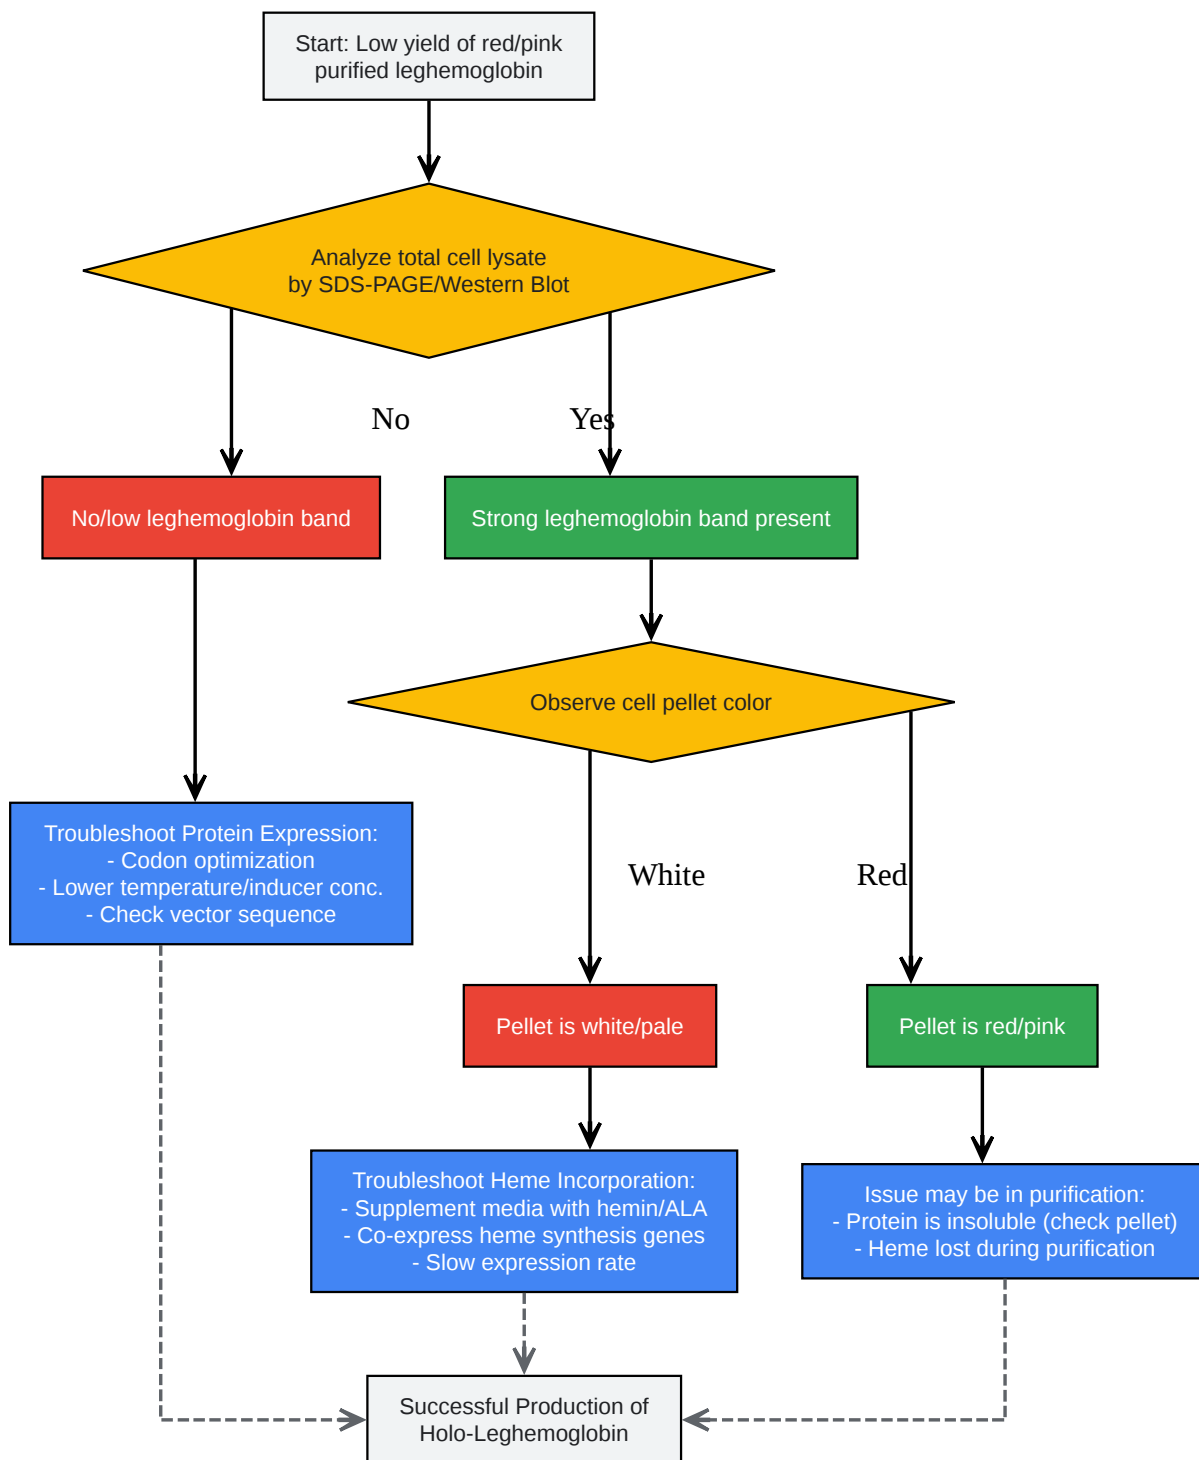 Start: Low yield of red/pink
purified leghemoglobin
Analyze total cell lysate
by SDS-PAGE/Western Blot
No
Yes
No/low leghemoglobin band
Strong leghemoglobin band present
Observe cell pellet color
Troubleshoot Protein Expression:
- Codon optimization
- Lower temperature/inducer conc.
- Check vector sequence
White
Red
Pellet is white/pale
Pellet is red/pink
Troubleshoot Heme Incorporation:
- Supplement media with hemin/ALA
- Co-express heme synthesis genes
- Slow expression rate
Issue may be in purification:
- Protein is insoluble (check pellet)
- Heme lost during purification
Successful Production of
Holo-Leghemoglobin